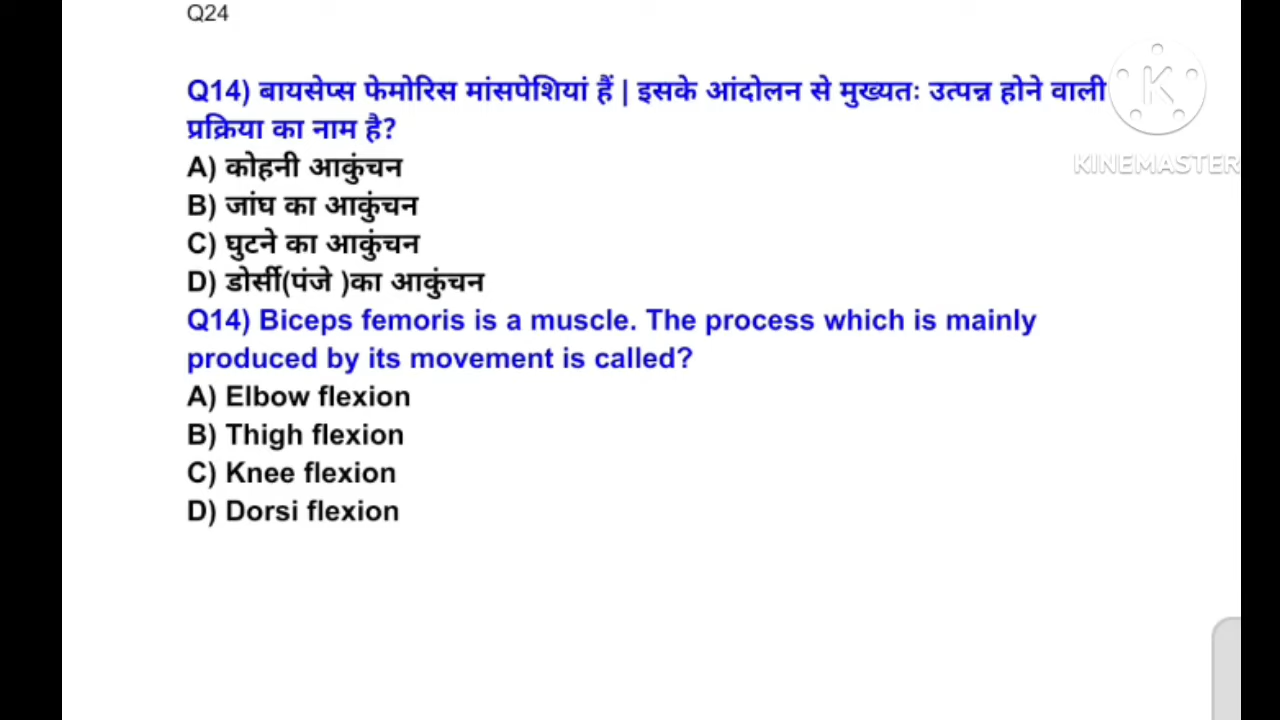 Q24
Q14) बायसेप्स फेमोरिस मांसपेशियां हैं | इसके आंदोलन से मुख्यतः उत्पन्न होने वाली
प्रक्रिया का नाम है?
A) कोहनी आकुंचन
B) जांघ का आकुंचन
C) घुटने का आकुंचन
D) डोर्सी(पंजे )का आकुंचन
Q14) Biceps femoris is a muscle. The process which is mainly
produced by its movement is called?
A) Elbow flexion
B) Thigh flexion
C) Knee flexion
D) Dorsi flexion
K
KINEMASTER